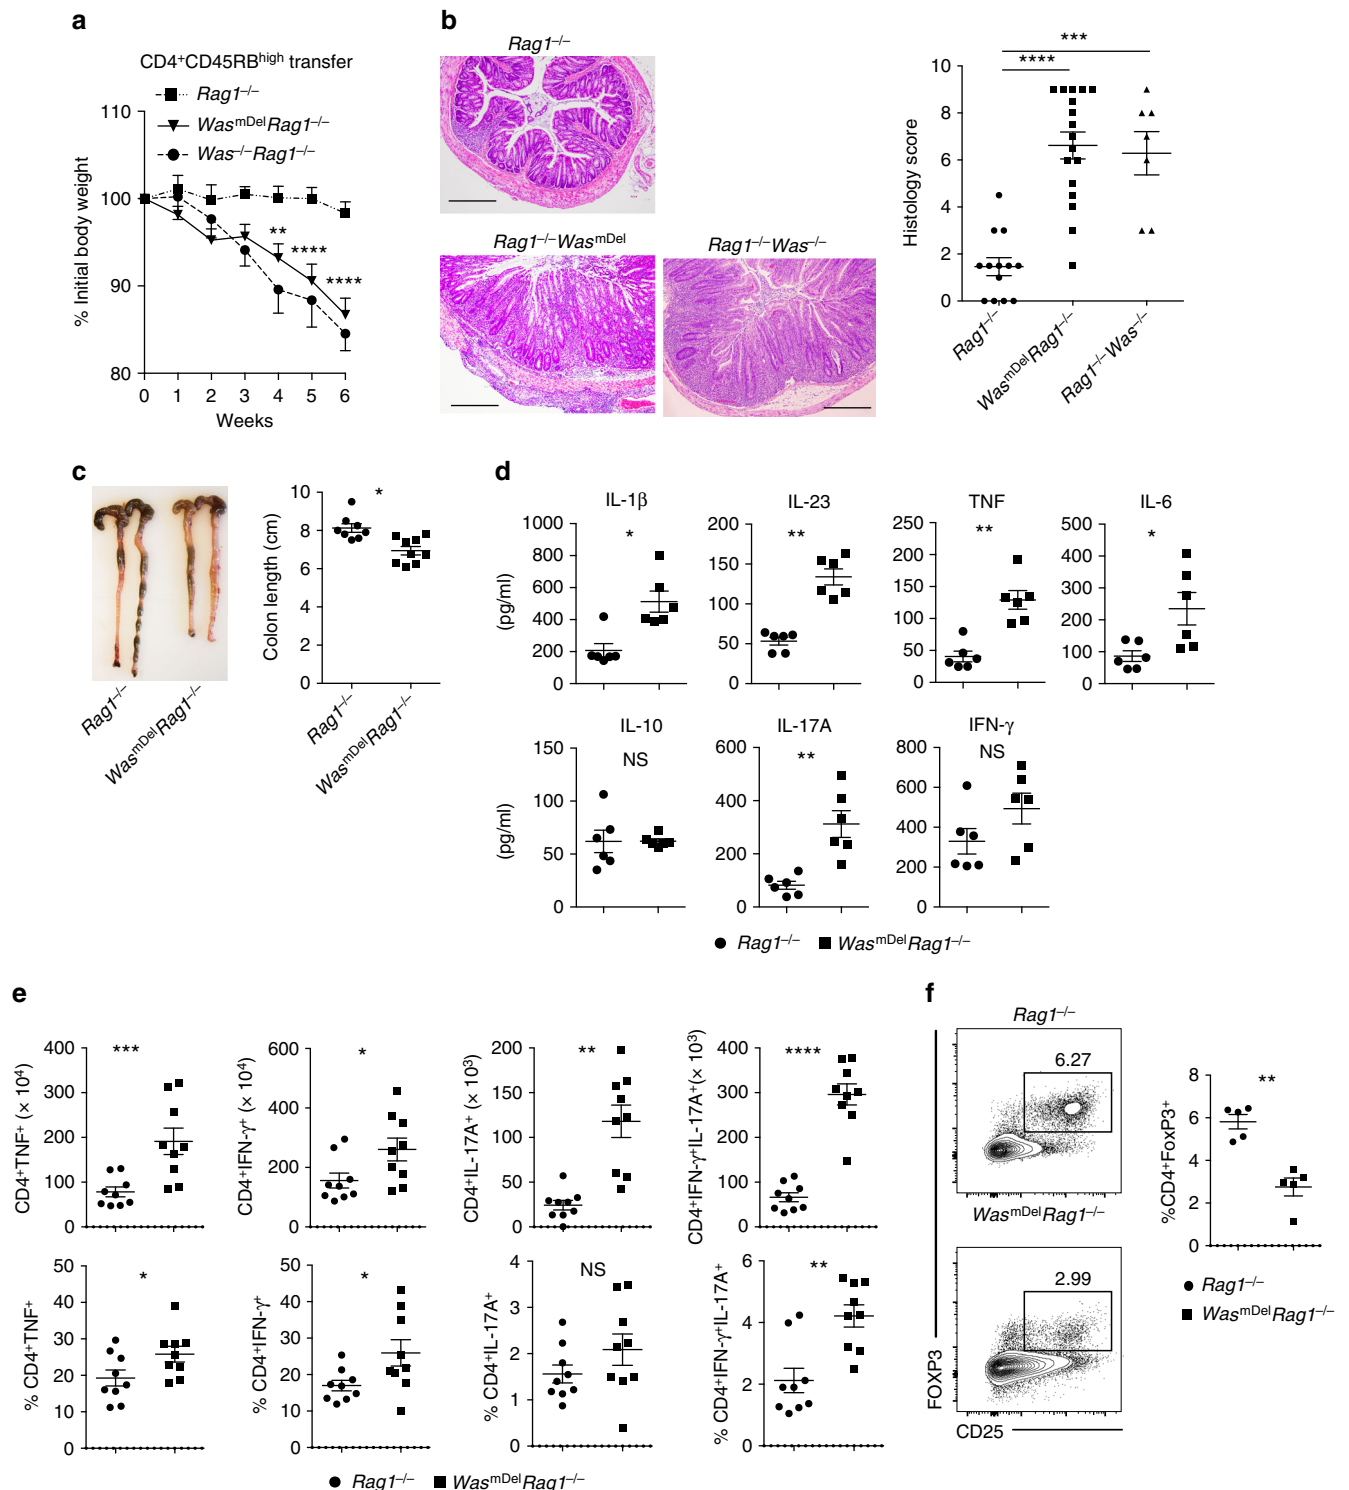 a
CD4⁺CD45RBʰⁱᵍʰ transfer
Rag1⁻/⁻
WasᵐᴰᵉˡRag1⁻/⁻
Was⁻/⁻Rag1⁻/⁻
110
100
90
80
% Initial body weight
**
****
****
0 1 2 3 4 5 6
Weeks
b
Rag1⁻/⁻
Rag1⁻/⁻Wasᵐᴰᵉˡ
Rag1⁻/⁻Was⁻/⁻
***
****
10
8
6
4
2
0
Histology score
Rag1⁻/⁻
WasᵐᴰᵉˡRag1⁻/⁻
Rag1⁻/⁻Was⁻/⁻
c
Rag1⁻/⁻
WasᵐᴰᵉˡRag1⁻/⁻
10
8
6
4
2
0
Colon length (cm)
*
Rag1⁻/⁻
WasᵐᴰᵉˡRag1⁻/⁻
d
IL-1β
1000
800
600
400
200
0
(pg/ml)
*
IL-23
200
150
100
50
0
**
TNF
250
200
150
100
50
0
**
IL-6
500
400
300
200
100
0
*
IL-10
NS
150
100
50
0
(pg/ml)
IL-17A
**
600
400
200
0
IFN-γ
NS
800
600
400
200
0
Rag1⁻/⁻ WasᵐᴰᵉˡRag1⁻/⁻
e
CD4⁺TNF⁺ (× 10⁴)
400
300
200
100
0
***
CD4⁺IFN-γ⁺ (× 10⁴)
600
400
200
0
*
CD4⁺IL-17A⁺ (× 10³)
200
150
100
50
0
**
CD4⁺IFN-γ⁺IL-17A⁺(× 10³)
400
300
200
100
0
****
% CD4⁺TNF⁺
50
40
30
20
10
0
*
% CD4⁺IFN-γ⁺
50
40
30
20
10
0
*
% CD4⁺IL-17A⁺
4
3
2
1
0
NS
% CD4⁺IFN-γ⁺IL-17A⁺
6
4
2
0
**
Rag1⁻/⁻ WasᵐᴰᵉˡRag1⁻/⁻
f
Rag1⁻/⁻
6.27
WasᵐᴰᵉˡRag1⁻/⁻
2.99
FOXP3
CD25
%CD4⁺FoxP3⁺
8
6
4
2
0
**
Rag1⁻/⁻
WasᵐᴰᵉˡRag1⁻/⁻